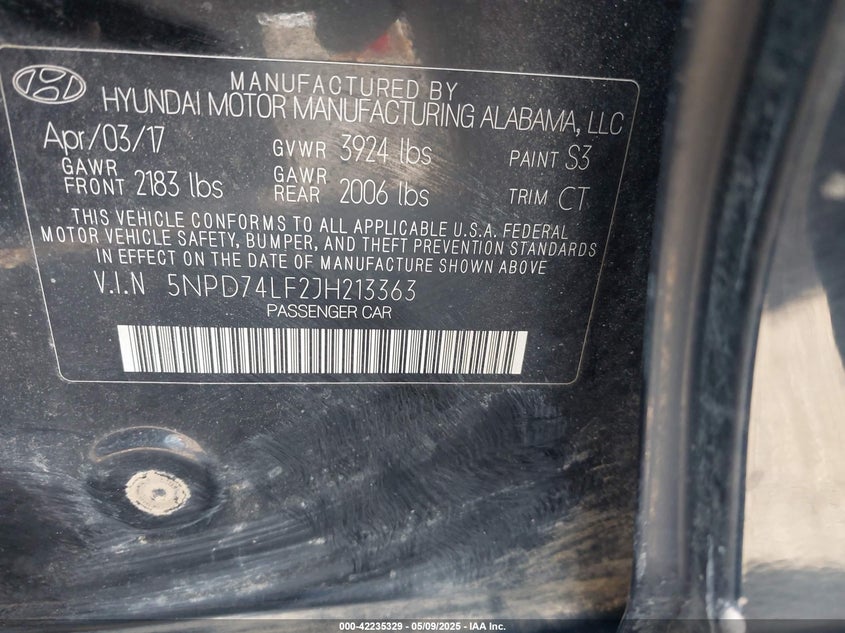 MANUFACTURED BY
HYUNDAI MOTOR MANUFACTURING ALABAMA, LLC
Apr/03/17 GVWR 3924 lbs PAINT S3
GAWR FRONT 2183 lbs GAWR REAR 2006 lbs TRIM CT
THIS VEHICLE CONFORMS TO ALL APPLICABLE U.S.A. FEDERAL
MOTOR VEHICLE SAFETY, BUMPER, AND THEFT PREVENTION STANDARDS
IN EFFECT ON THE DATE OF MANUFACTURE SHOWN ABOVE
V.I.N 5NPD74LF2JH213363
PASSENGER CAR
000-42235329 - 05/09/2025 - IAA Inc.